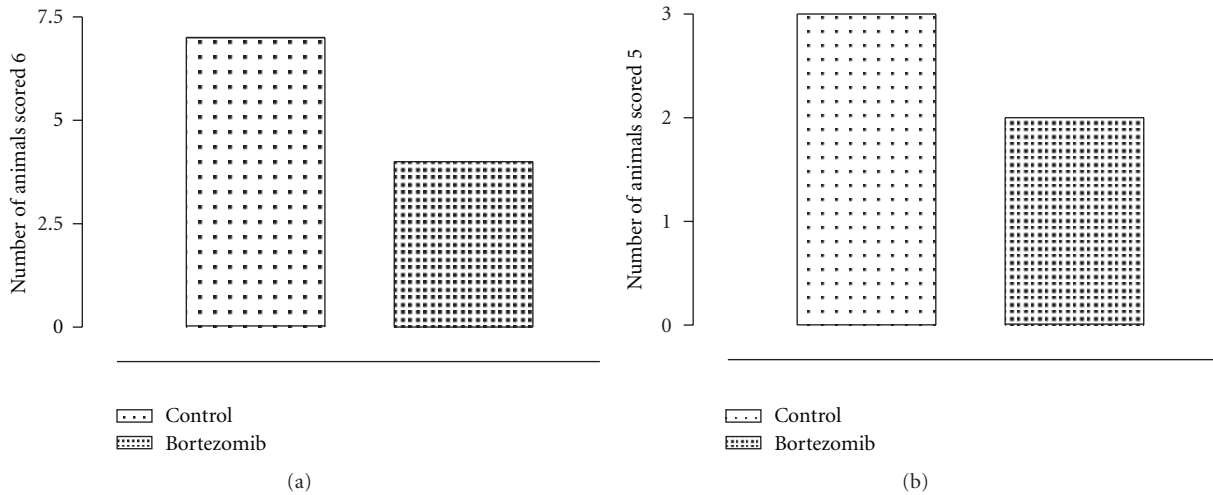 Number of animals scored 6
7.5
5
2.5
0
Control
Bortezomib
(a)
Number of animals scored 5
3
2
1
0
Control
Bortezomib
(b)